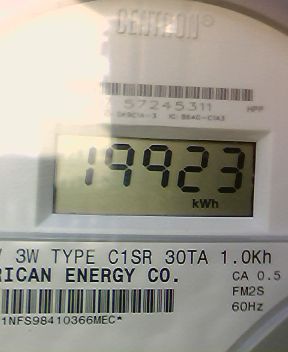 CENTRON®
57245311 HPP
19923
kWh
3W TYPE C1SR 30TA 1.0Kh
RICAN ENERGY CO. CA 0.5
FM2S
1NFS98410366MEC* 60Hz